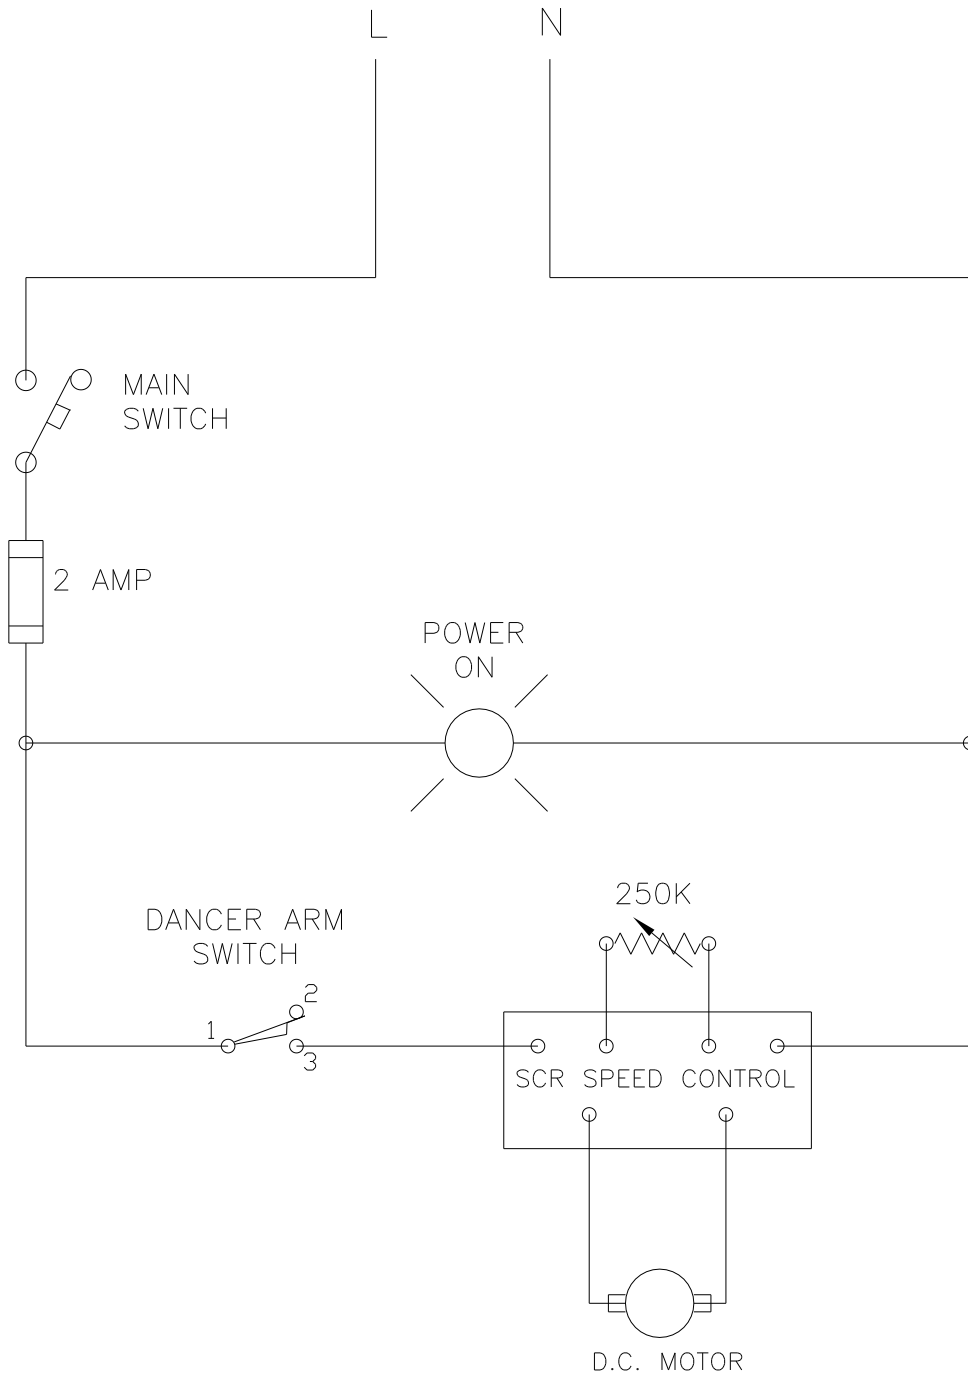 L
N
MAIN
SWITCH
2 AMP
POWER
ON
250K
DANCER ARM
SWITCH
2
1
3
SCR SPEED CONTROL
D.C. MOTOR